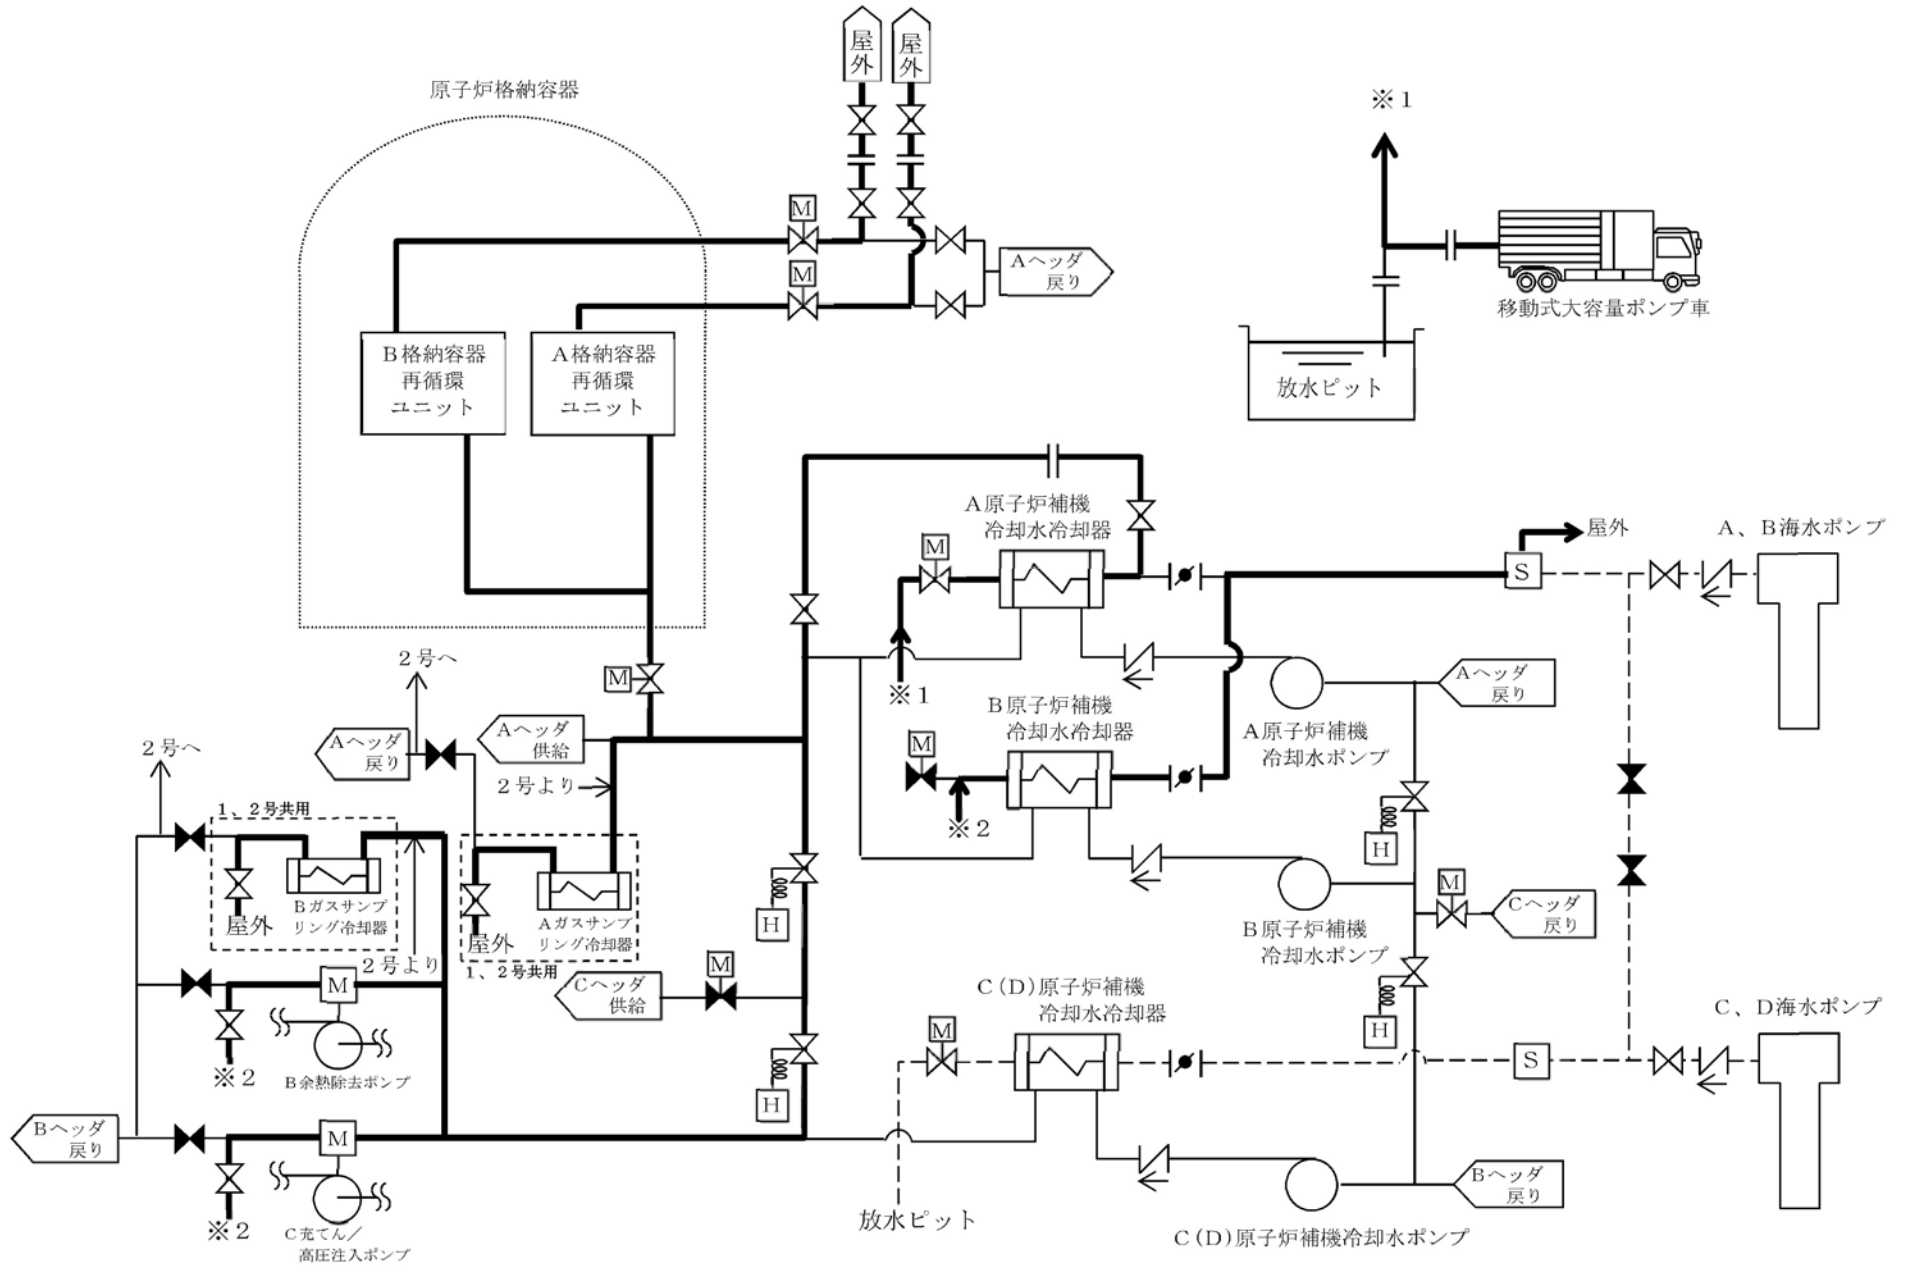 屋
外
屋
外
原子炉格納容器
※1
M
M
Aヘッダ
戻り
移動式大容量ポンプ車
放水ピット
B格納容器
再循環
ユニット
A格納容器
再循環
ユニット
A原子炉補機
冷却水冷却器
M
屋外
S
A、B海水ポンプ
※1
2号へ
M
Aヘッダ
戻り
Aヘッダ
供給
2号より
B原子炉補機
冷却水冷却器
M
※2
A原子炉補機
冷却水ポンプ
Aヘッダ
戻り
2号へ
1、2号共用
Bガスサンプ
リング冷却器
屋外
2号より
Aガスサンプ
リング冷却器
屋外
1、2号共用
H
H
M
Cヘッダ
戻り
B原子炉補機
冷却水ポンプ
Cヘッダ
供給
M
M
※2
B余熱除去ポンプ
C(D)原子炉補機
冷却水冷却器
M
H
S
C、D海水ポンプ
H
Bヘッダ
戻り
M
※2
C充てん/
高圧注入ポンプ
放水ピット
Bヘッダ
戻り
C(D)原子炉補機冷却水ポンプ